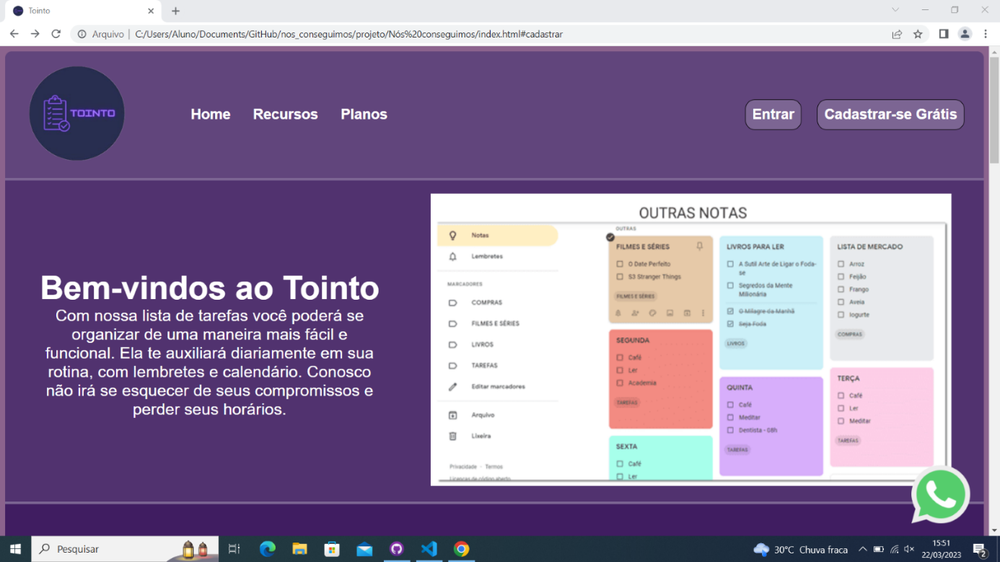 Tointo
Arquivo | C:/Users/Aluno/Documents/GitHub/nos_conseguimos/projeto/Nós%20conseguimos/index.html#cadastrar
TOINTO
Home
Recursos
Planos
Entrar
Cadastrar-se Grátis
Bem-vindos ao Tointo
Com nossa lista de tarefas você poderá se
organizar de uma maneira mais fácil e
funcional. Ela te auxiliará diariamente em sua
rotina, com lembretes e calendário. Conosco
não irá se esquecer de seus compromissos e
perder seus horários.
OUTRAS NOTAS
Notas
Lembretes
MARCADORES
COMPRAS
FILMES E SÉRIES
LIVROS
TAREFAS
Editar marcadores
Arquivo
Lixeira
Privacidade - Termos
Licenças de código aberto
OUTRAS
FILMES E SÉRIES
O Date Perfeito
S3 Stranger Things
FILMES E SÉRIES
SEGUNDA
Café
Ler
Academia
TAREFAS
SEXTA
Café
Ler
LIVROS PARA LER
A Sutil Arte de Ligar o Foda-
se
Segredos da Mente
Milionária
O Milagre da Manhã
Seja Foda
LIVROS
QUINTA
Café
Meditar
Dentista - 08h
TAREFAS
LISTA DE MERCADO
Arroz
Feijão
Frango
Aveia
Iogurte
COMPRAS
TERÇA
Café
Ler
Meditar
TAREFAS
Pesquisar
30°C Chuva fraca
15:51
22/03/2023
2